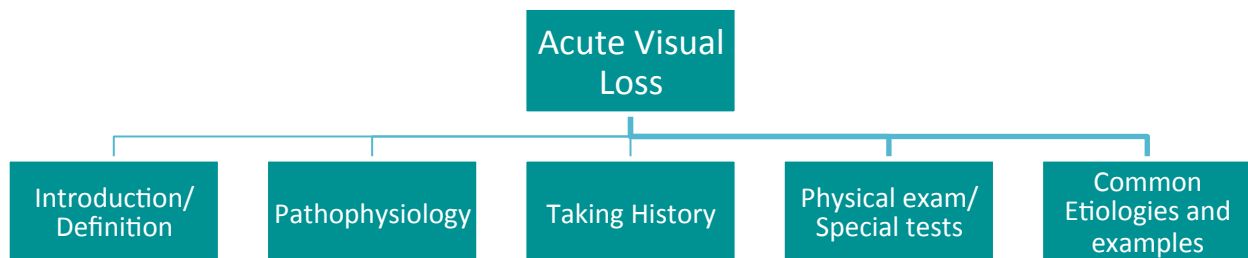 Acute Visual
Loss
Introduction/
Definition
Pathophysiology
Taking History
Physical exam/
Special tests
Common
Etiologies and
examples